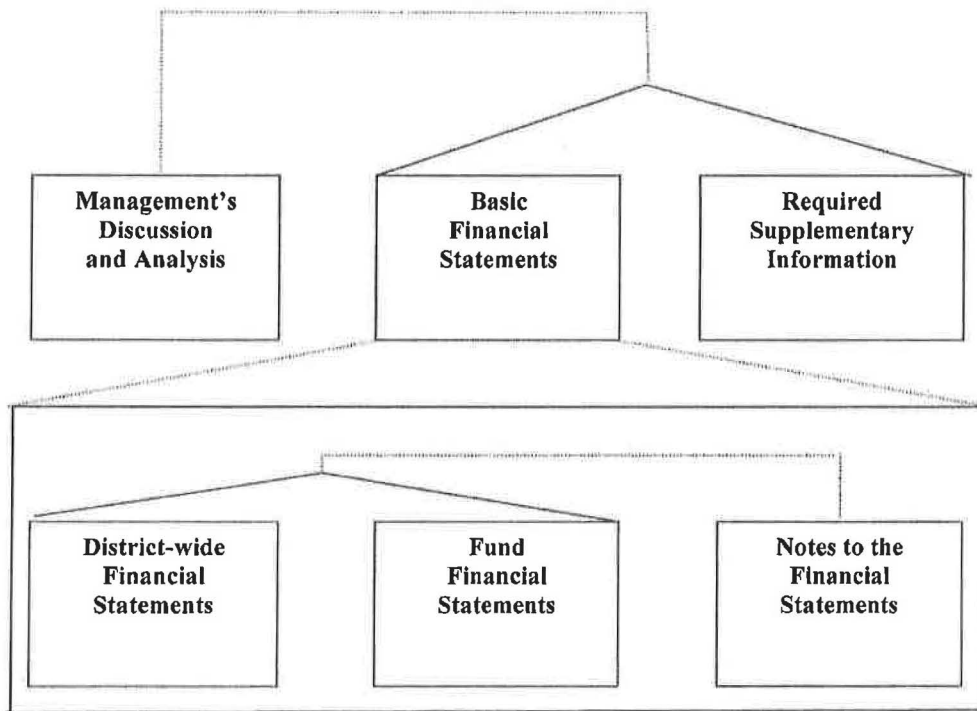 Management's
Discussion
and Analysis
Basic
Financial
Statements
Required
Supplementary
Information
District-wide
Financial
Statements
Fund
Financial
Statements
Notes to the
Financial
Statements